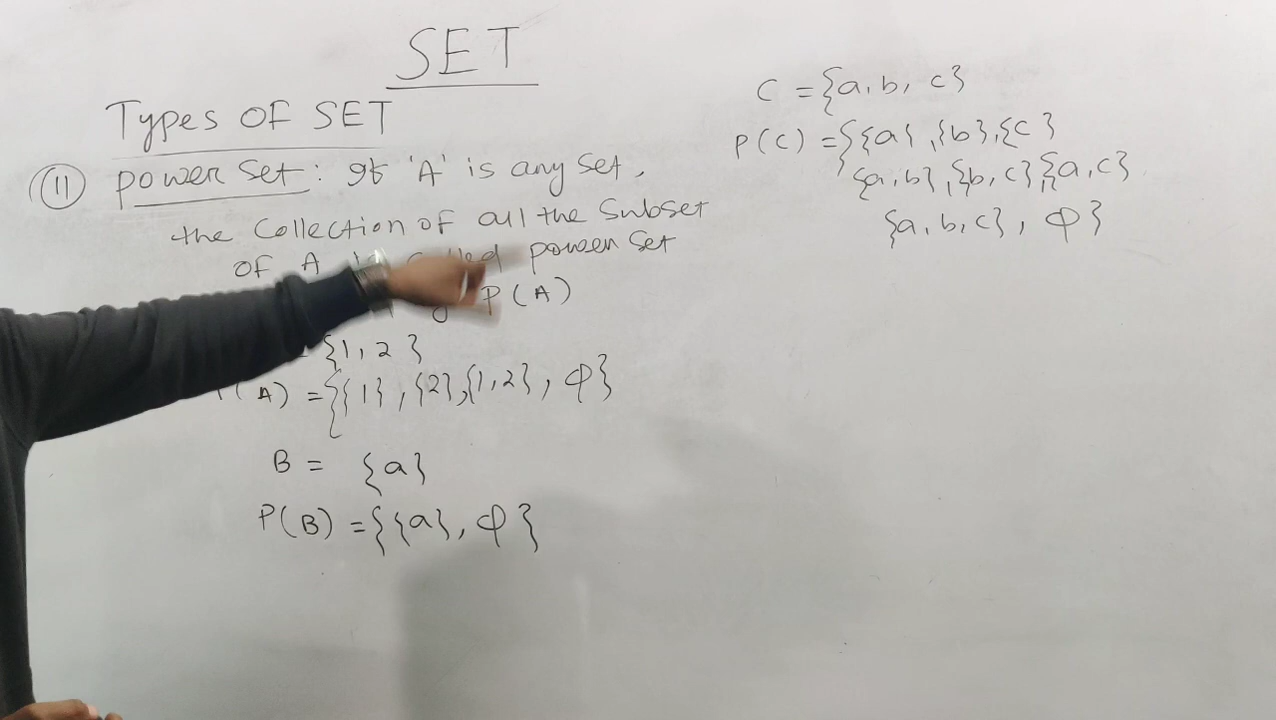 SET
Types OF SET
(11) power set : If 'A' is any set,
the Collection of all the Subset
OF A called power Set
P(A)
{1, 2}
A) = {{1}, {2}, {1,2}, φ}
B = {a}
P(B) = {{a}, φ}
C = {a, b, c}
P(C) = {{a}, {b}, {c}
{a, b}, {b, c}, {a, c}
{a, b, c}, φ}